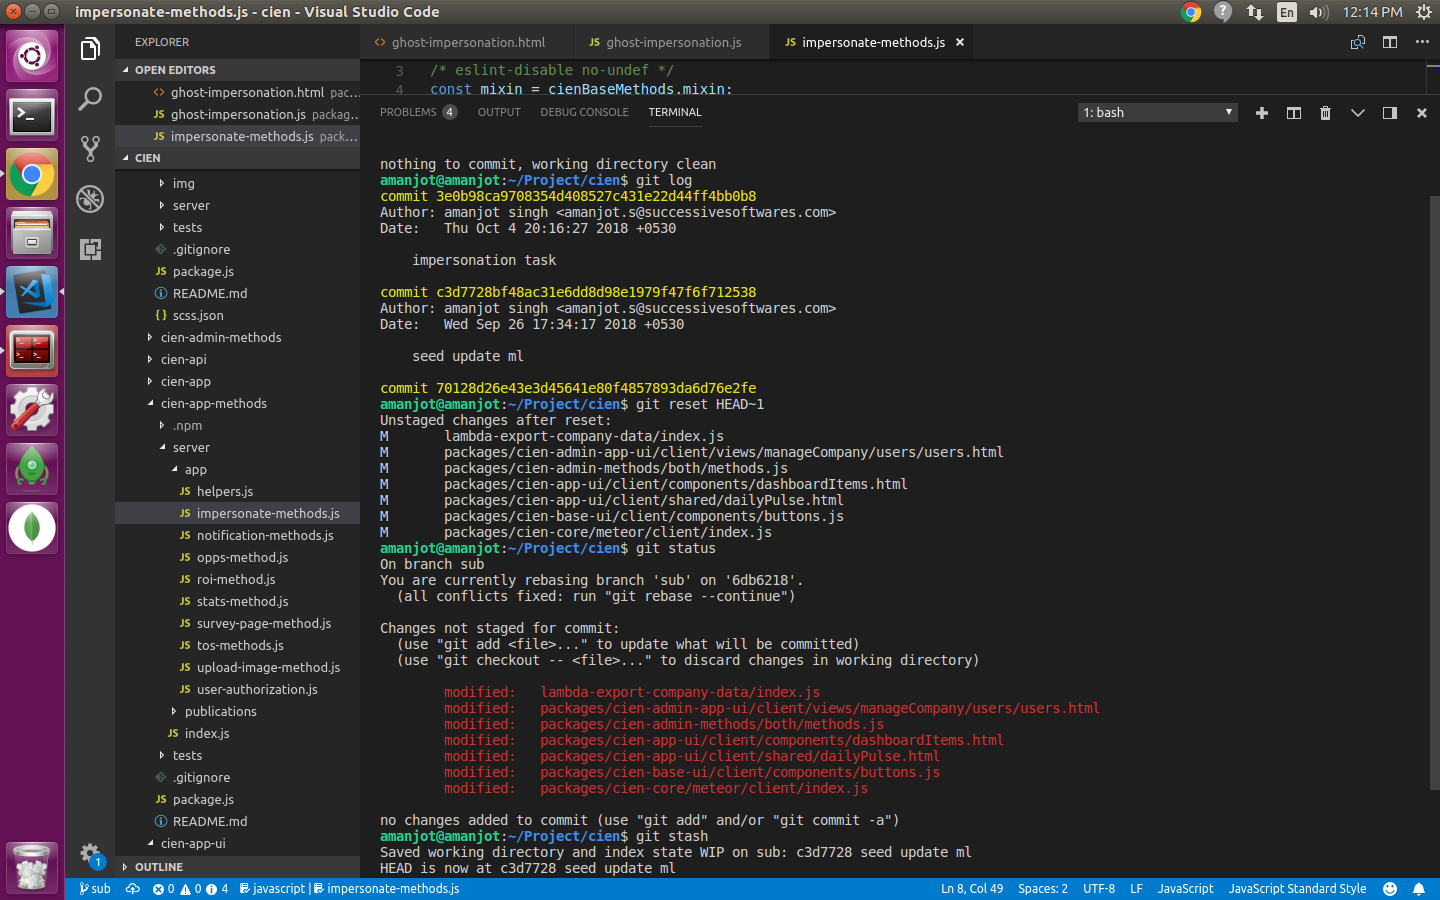 impersonate-methods.js - cien - Visual Studio Code
En
12:14 PM
EXPLORER
OPEN EDITORS
<> ghost-impersonation.html pac...
JS ghost-impersonation.js packag...
JS impersonate-methods.js pack...
CIEN
img
server
tests
.gitignore
JS package.js
README.md
{} scss.json
cien-admin-methods
cien-api
cien-app
cien-app-methods
.npm
server
app
JS helpers.js
JS impersonate-methods.js
JS notification-methods.js
JS opps-method.js
JS roi-method.js
JS stats-method.js
JS survey-page-method.js
JS tos-methods.js
JS upload-image-method.js
JS user-authorization.js
publications
JS index.js
tests
.gitignore
JS package.js
README.md
cien-app-ui
OUTLINE
1
<> ghost-impersonation.html
JS ghost-impersonation.js
JS impersonate-methods.js ×
3 /* eslint-disable no-undef */
4 const mixin = cienBaseMethods.mixin;
PROBLEMS 4 OUTPUT DEBUG CONSOLE TERMINAL
1: bash
nothing to commit, working directory clean
amanjot@amanjot:~/Project/cien$ git log
commit 3e0b98ca9708354d408527c431e22d44ff4bb0b8
Author: amanjot singh <amanjot.s@successivesoftwares.com>
Date:   Thu Oct 4 20:16:27 2018 +0530
impersonation task
commit c3d7728bf48ac31e6dd8d98e1979f47f6f712538
Author: amanjot singh <amanjot.s@successivesoftwares.com>
Date:   Wed Sep 26 17:34:17 2018 +0530
seed update ml
commit 70128d26e43e3d45641e80f4857893da6d76e2fe
amanjot@amanjot:~/Project/cien$ git reset HEAD~1
Unstaged changes after reset:
M       lambda-export-company-data/index.js
M       packages/cien-admin-app-ui/client/views/manageCompany/users/users.html
M       packages/cien-admin-methods/both/methods.js
M       packages/cien-app-ui/client/components/dashboardItems.html
M       packages/cien-app-ui/client/shared/dailyPulse.html
M       packages/cien-base-ui/client/components/buttons.js
M       packages/cien-core/meteor/client/index.js
amanjot@amanjot:~/Project/cien$ git status
On branch sub
You are currently rebasing branch 'sub' on '6db6218'.
(all conflicts fixed: run "git rebase --continue")
Changes not staged for commit:
(use "git add <file>..." to update what will be committed)
(use "git checkout -- <file>..." to discard changes in working directory)
modified:   lambda-export-company-data/index.js
modified:   packages/cien-admin-app-ui/client/views/manageCompany/users/users.html
modified:   packages/cien-admin-methods/both/methods.js
modified:   packages/cien-app-ui/client/components/dashboardItems.html
modified:   packages/cien-app-ui/client/shared/dailyPulse.html
modified:   packages/cien-base-ui/client/components/buttons.js
modified:   packages/cien-core/meteor/client/index.js
no changes added to commit (use "git add" and/or "git commit -a")
amanjot@amanjot:~/Project/cien$ git stash
Saved working directory and index state WIP on sub: c3d7728 seed update ml
HEAD is now at c3d7728 seed update ml
sub 0 0 4 javascript | impersonate-methods.js
Ln 8, Col 49 Spaces: 2 UTF-8 LF JavaScript JavaScript Standard Style